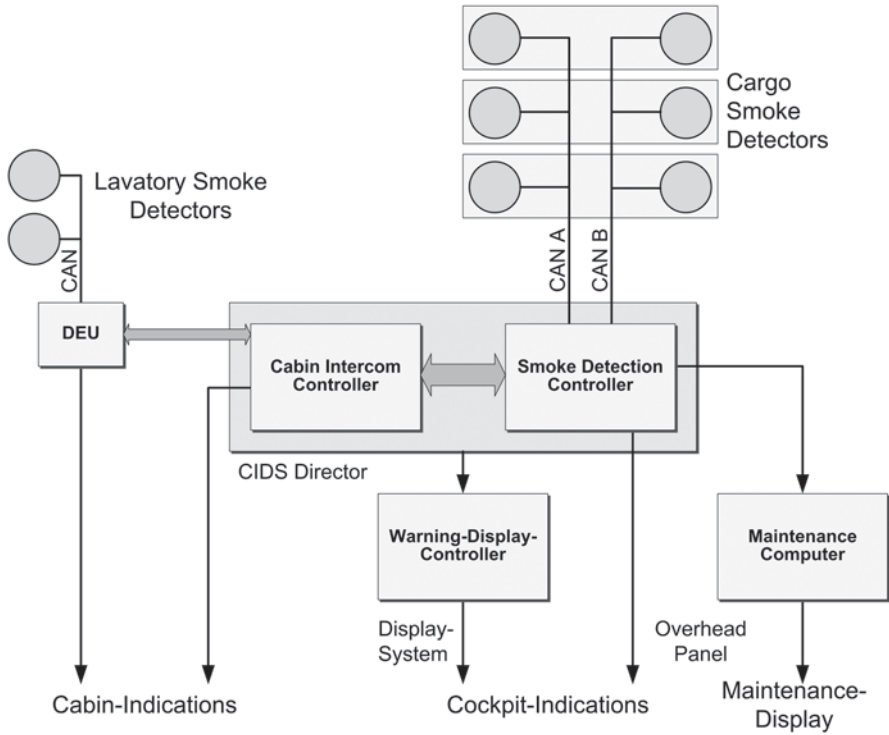 Cargo
Smoke
Detectors
Lavatory Smoke
Detectors
CAN
CAN A
CAN B
DEU
Cabin Intercom
Controller
Smoke Detection
Controller
CIDS Director
Warning-Display-
Controller
Maintenance
Computer
Display-
System
Overhead
Panel
Cabin-Indications
Cockpit-Indications
Maintenance-
Display